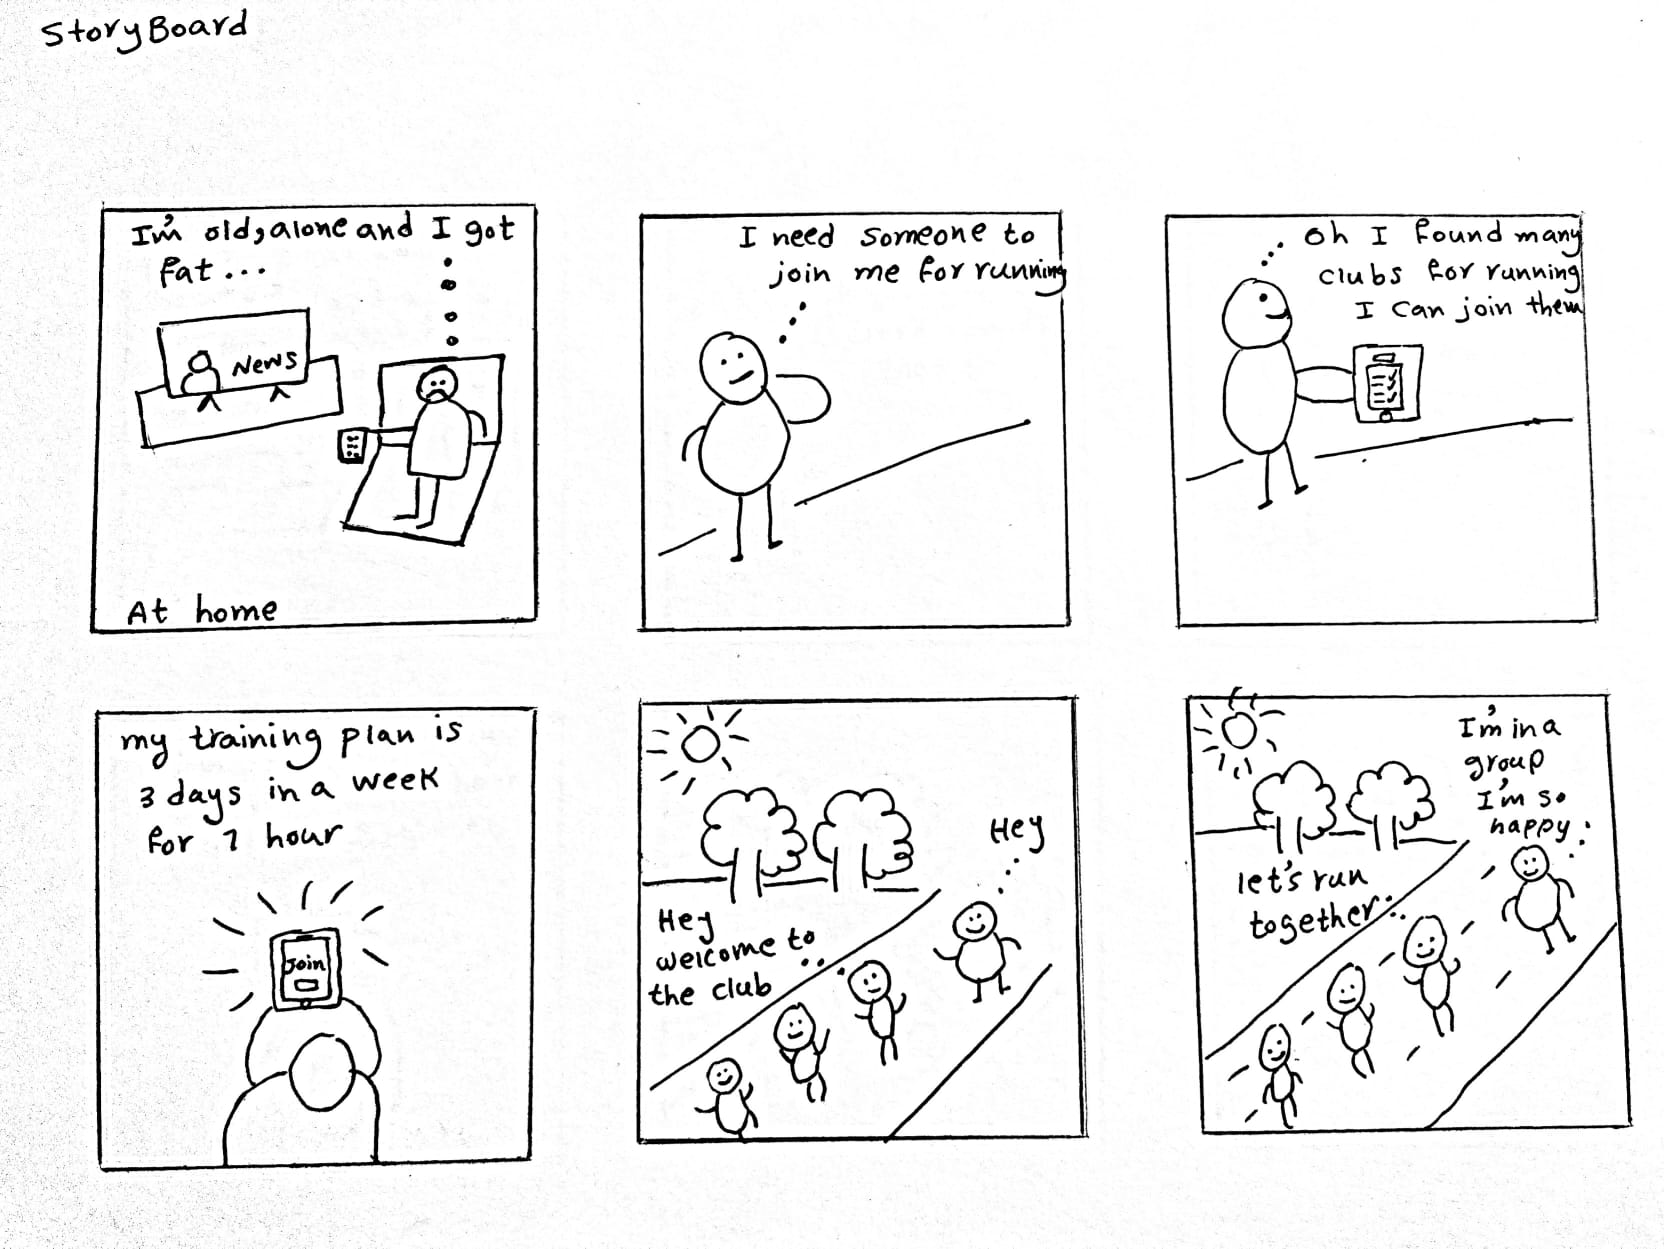 StoryBoard
I'm old, alone and I got
fat...
News
At home
I need someone to
join me for running
oh I found many
clubs for running
I can join them
my training plan is
3 days in a week
for 1 hour
Join
Hey
Hey
welcome to
the club
I'm in a
group
I'm so
happy
let's run
together